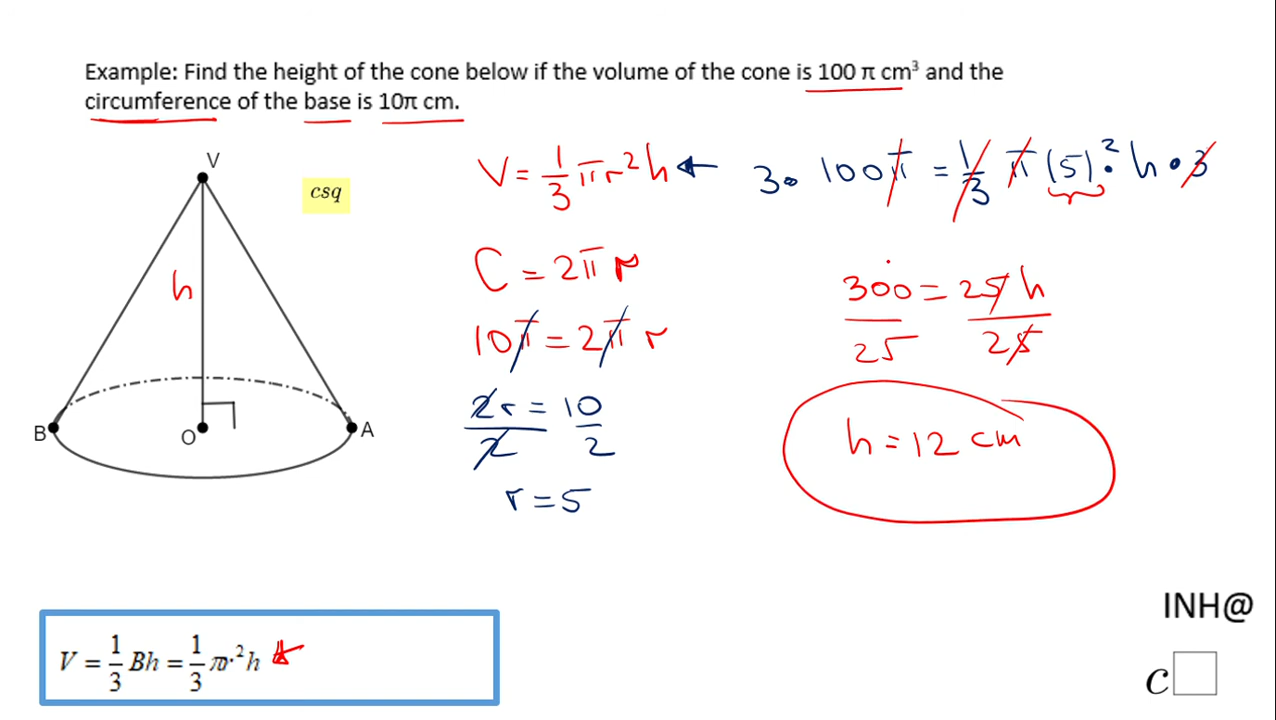 Example: Find the height of the cone below if the volume of the cone is 100 π cm³ and the
circumference of the base is 10π cm.
V
csq
h
B
O
A
V = 1/3 πr²h ←
C = 2π r
10π = 2π r
2r/2 = 10/2
r = 5
3• 100π = 1/3 π (5)²• h • 3
300/25 = 25h/25
h = 12 cm
V = 1/3 Bh = 1/3 πr²h
INH@
c